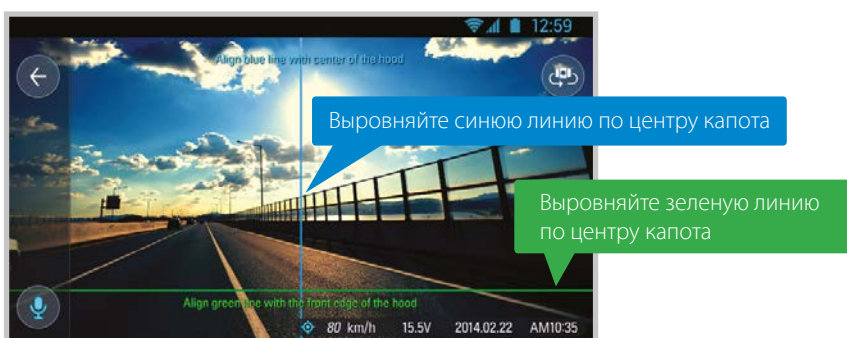 12:59
Align blue line with center of the hood
Выровняйте синюю линию по центру капота
Выровняйте зеленую линию
по центру капота
Align green line with the front edge of the hood
80 km/h 15.5V 2014.02.22 AM10:35